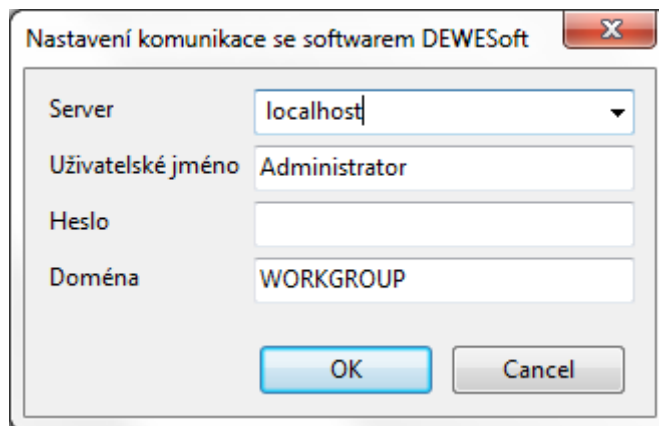 Nastavení komunikace se softwarem DEWESoft
Server localhost
Uživatelské jméno Administrator
Heslo
Doména WORKGROUP
OK Cancel